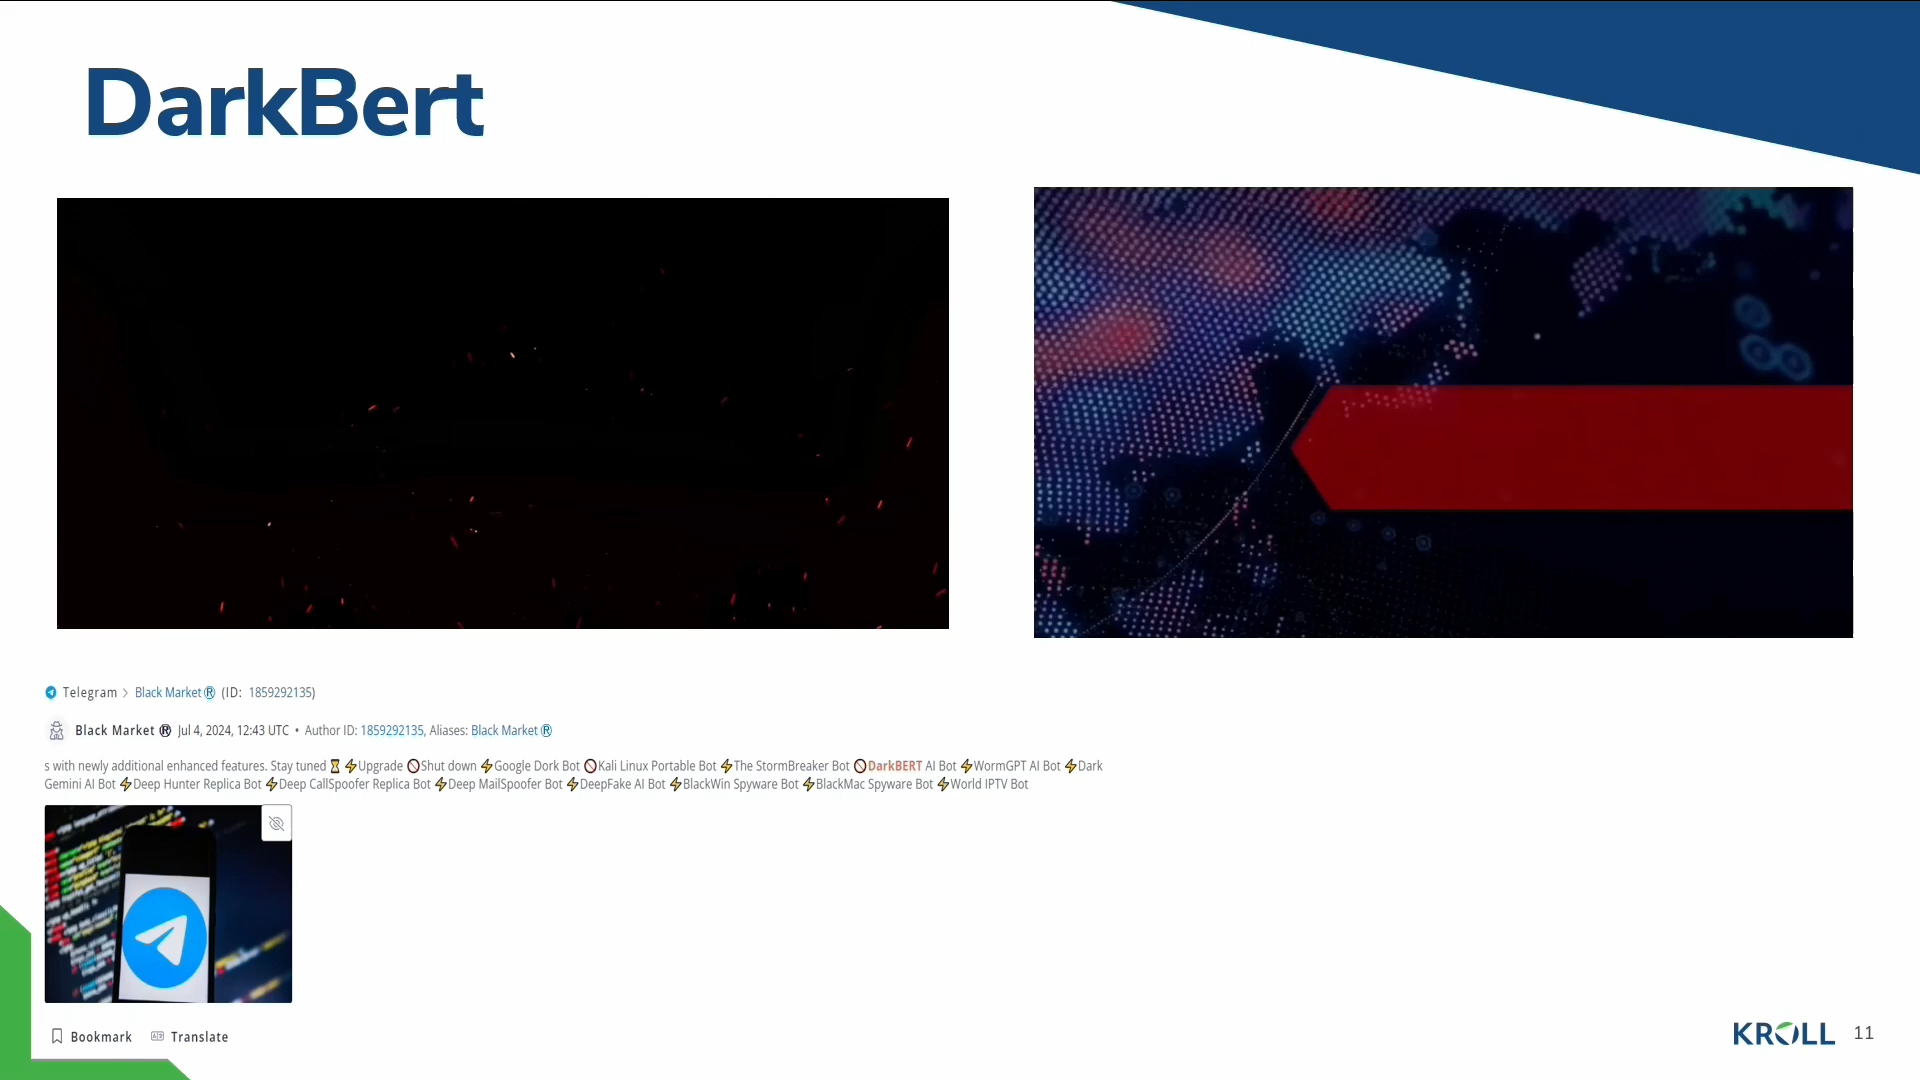 DarkBert
Telegram > Black Market ® (ID: 1859292135)
Black Market ® Jul 4, 2024, 12:43 UTC • Author ID: 1859292135, Aliases: Black Market ®
s with newly additional enhanced features. Stay tuned ⌛ ⚡Upgrade 🚫Shut down ⚡Google Dork Bot 🚫Kali Linux Portable Bot ⚡The StormBreaker Bot 🚫DarkBERT AI Bot ⚡WormGPT AI Bot ⚡Dark
Gemini AI Bot ⚡Deep Hunter Replica Bot ⚡Deep CallSpoofer Replica Bot ⚡Deep MailSpoofer Bot ⚡DeepFake AI Bot ⚡BlackWin Spyware Bot ⚡BlackMac Spyware Bot ⚡World IPTV Bot
Bookmark Translate
KROLL 11